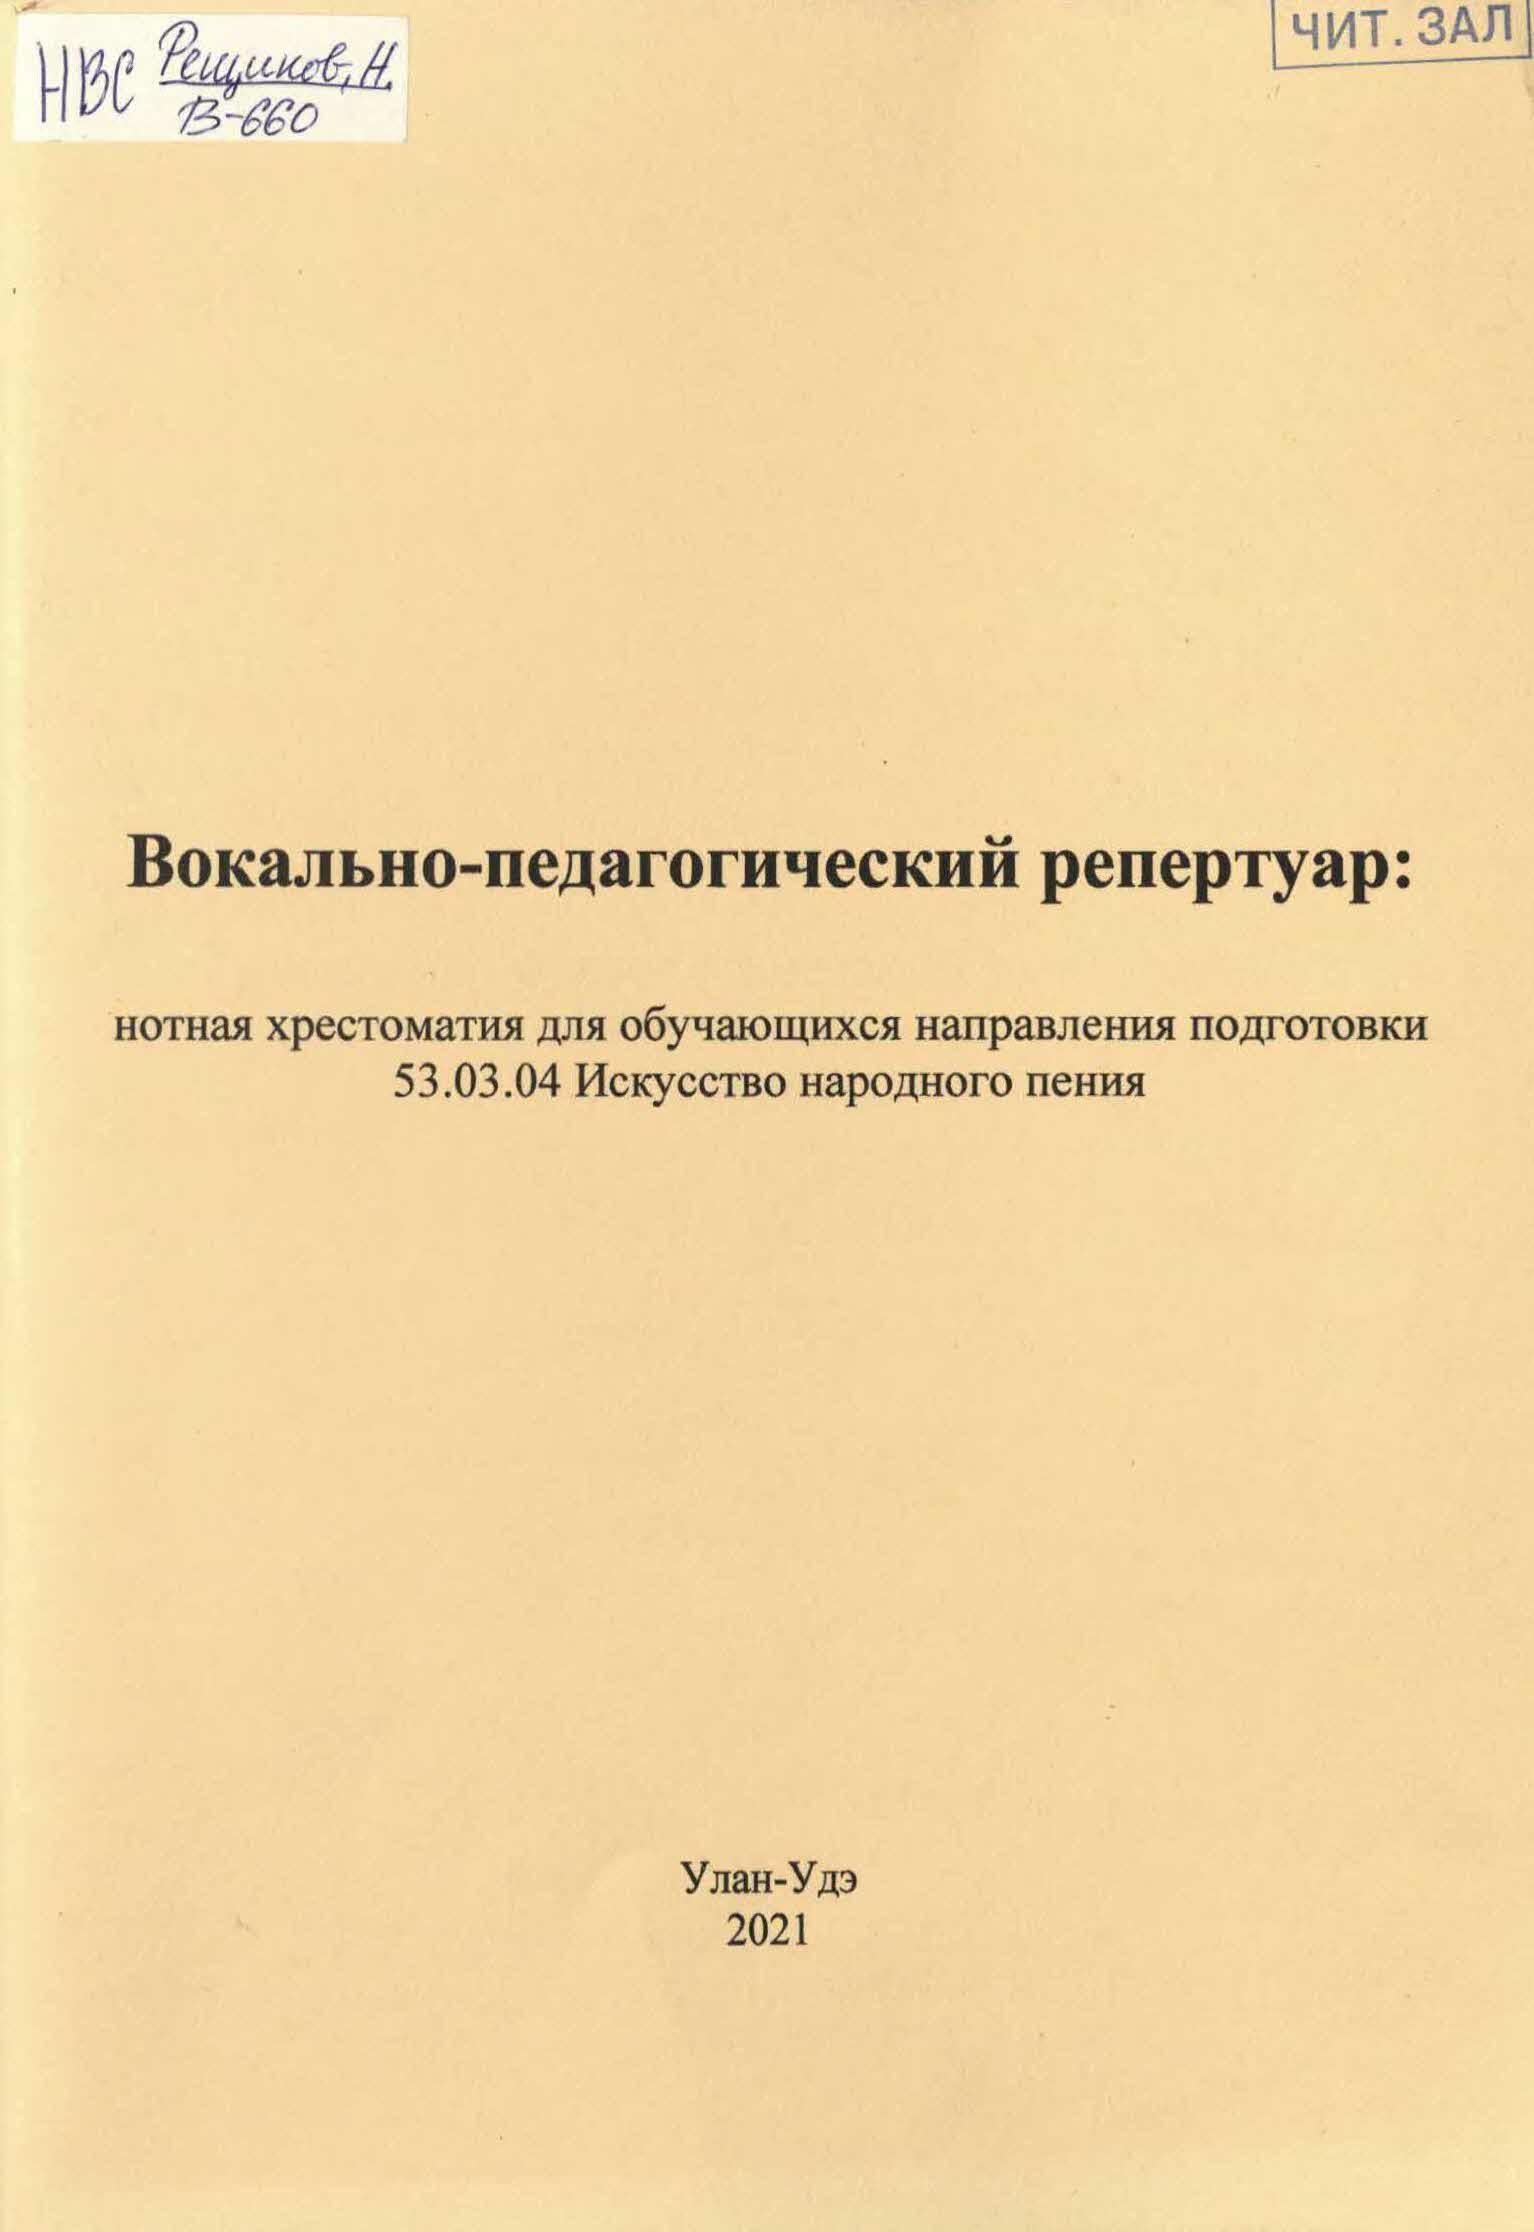 НВС Рещиков, Н.
В-660
ЧИТ. ЗАЛ
Вокально-педагогический репертуар:
нотная хрестоматия для обучающихся направления подготовки
53.03.04 Искусство народного пения
Улан-Удэ
2021